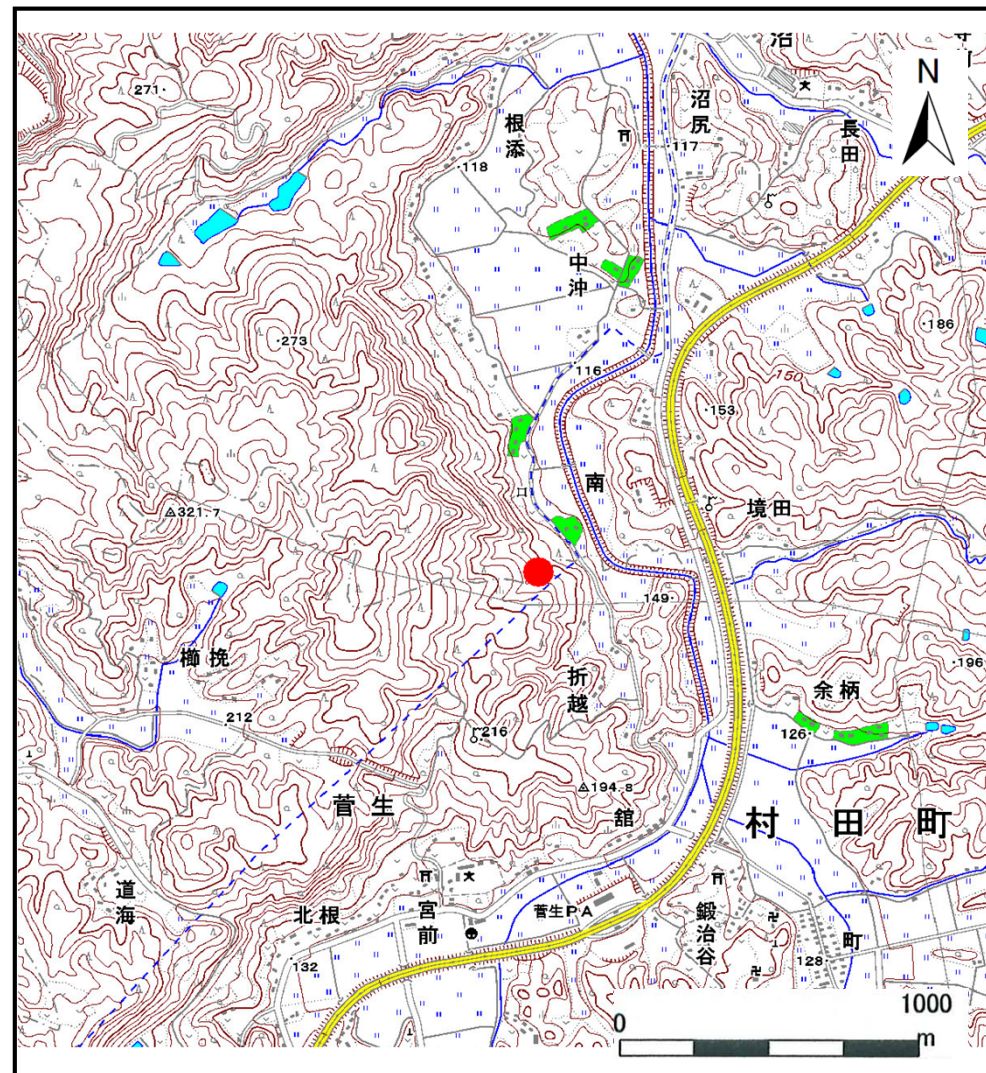 沼
271
N
根添
沼尻
長田
117
118
中沖
186
273
116
150
153
南
境田
321.7
149
櫛挽
折越
196
余柄
212
216
126
194.8
菅生
舘
村田町
道海
北根
宮前
菅生PA
鍛治谷
町
132
128
0
1000
m